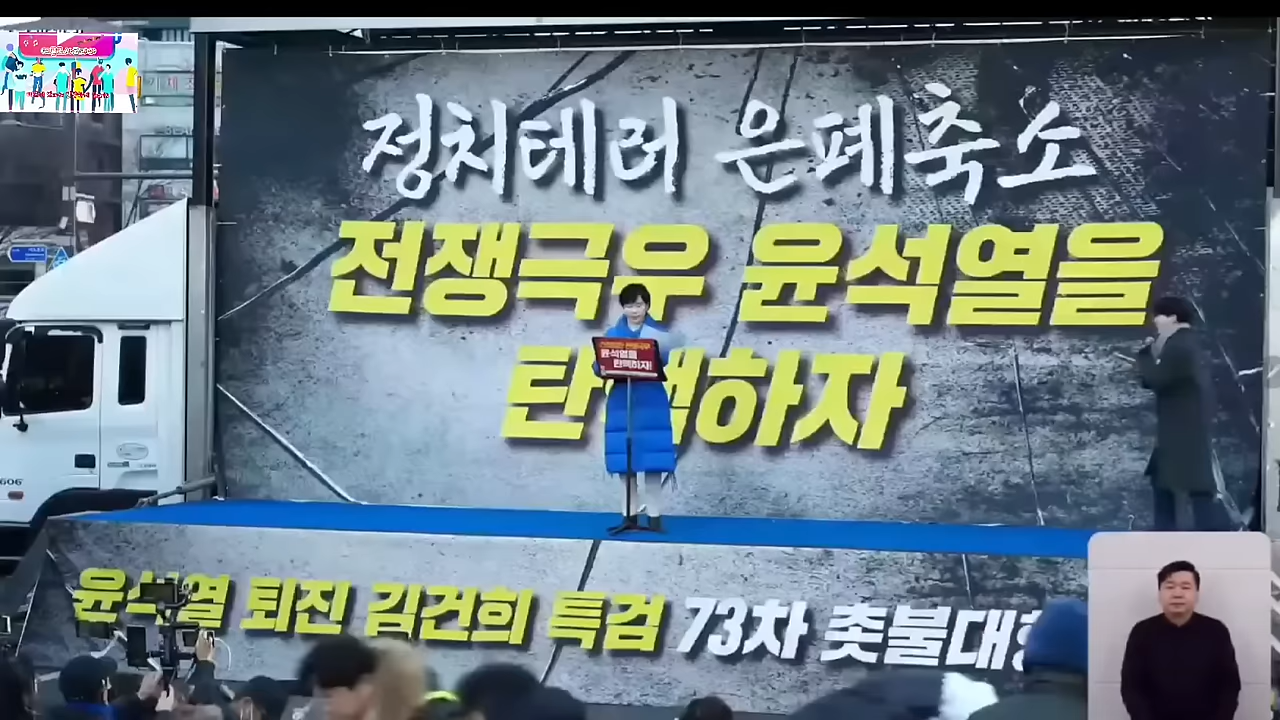 정치테러 은폐축소
전쟁극우 윤석열을
탄핵하자
윤석열을
탄핵하자!
윤석열 퇴진 김건희 특검 73차 촛불대행
606